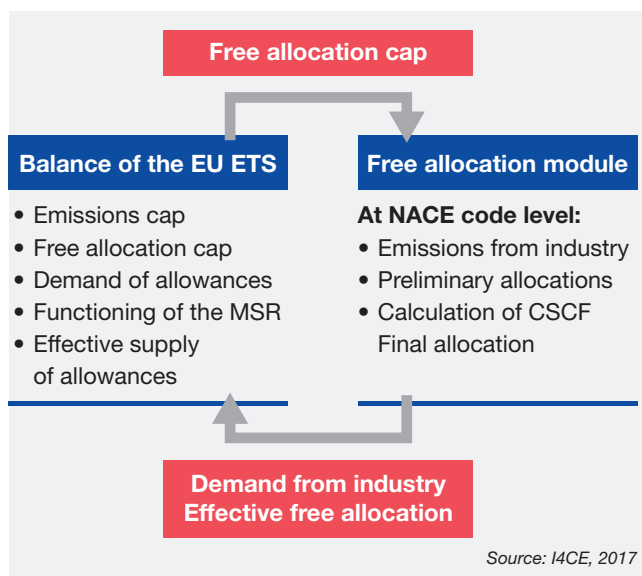 Free allocation cap
Balance of the EU ETS
• Emissions cap
• Free allocation cap
• Demand of allowances
• Functioning of the MSR
• Effective supply
of allowances
Free allocation module
At NACE code level:
• Emissions from industry
• Preliminary allocations
• Calculation of CSCF
Final allocation
Demand from industry
Effective free allocation
Source: I4CE, 2017